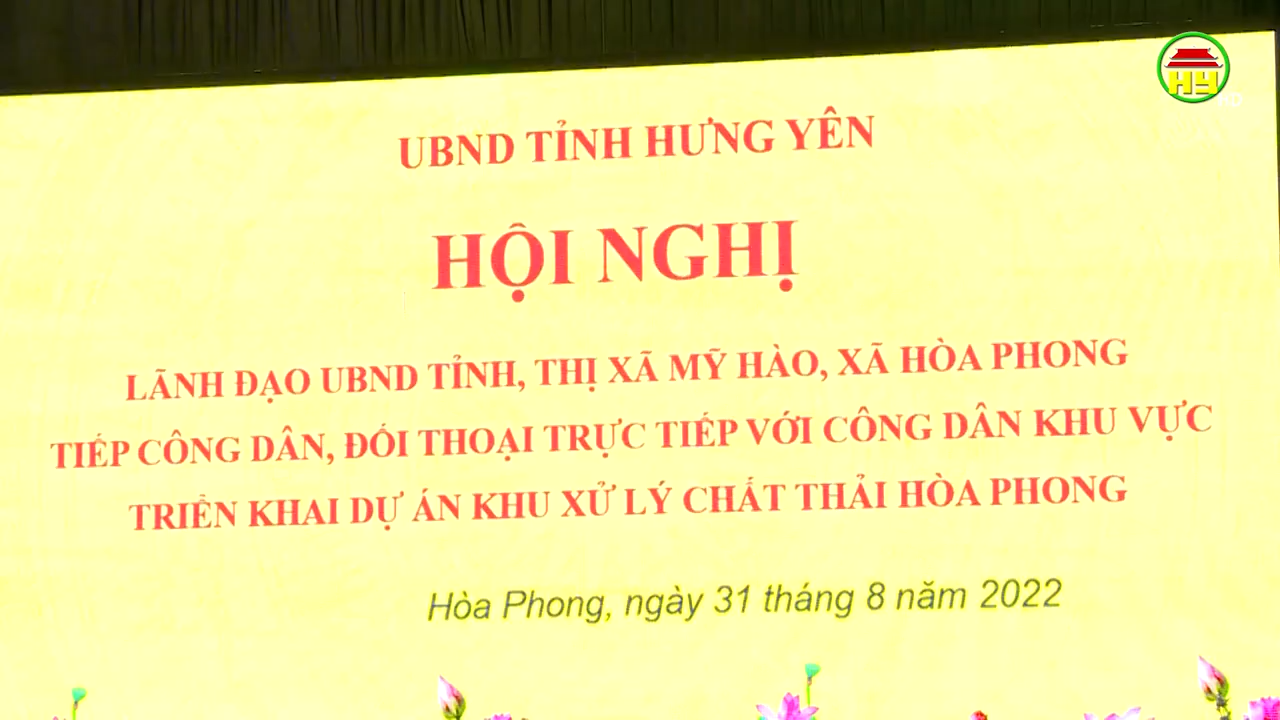 HY
HD
UBND TỈNH HƯNG YÊN
HỘI NGHỊ
LÃNH ĐẠO UBND TỈNH, THỊ XÃ MỸ HÀO, XÃ HÒA PHONG
TIẾP CÔNG DÂN, ĐỐI THOẠI TRỰC TIẾP VỚI CÔNG DÂN KHU VỰC
TRIỂN KHAI DỰ ÁN KHU XỬ LÝ CHẤT THẢI HÒA PHONG
Hòa Phong, ngày 31 tháng 8 năm 2022